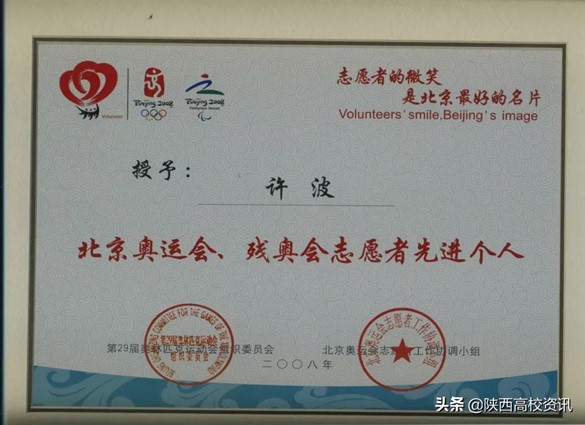 志愿者的微笑
是北京最好的名片
Volunteers' smile,Beijing's image
Volunteer
Beijing 2008
Beijing 2008
授予：
许波
北京奥运会、残奥会志愿者先进个人
第29届奥林匹克运动会组织委员会
北京奥运会志愿者工作协调小组
二〇〇八年
头条 @陕西高校资讯